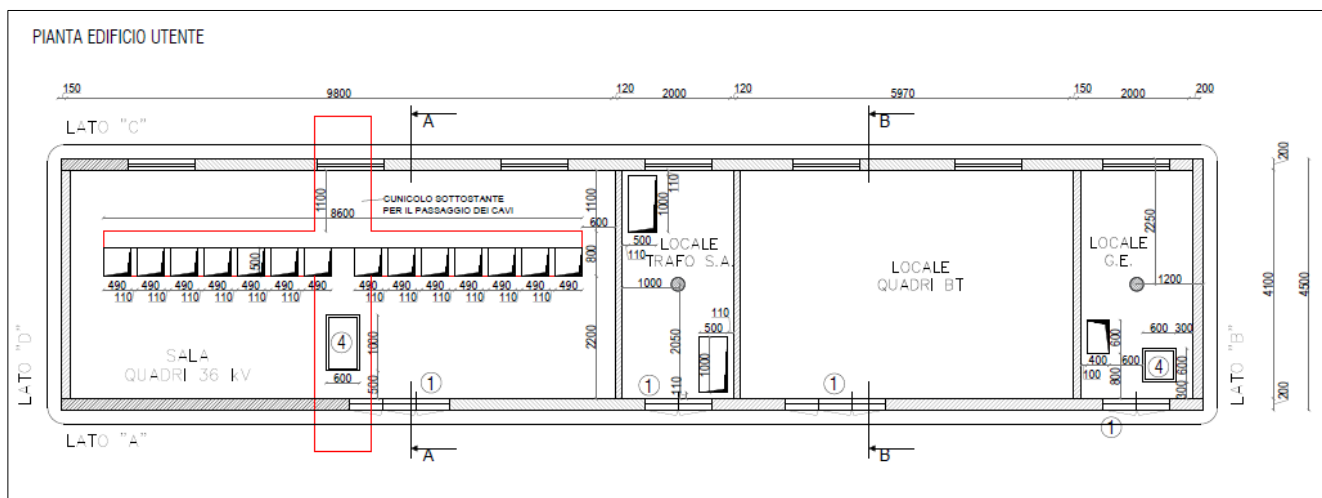 PIANTA EDIFICIO UTENTE
150 9800 120 2000 120 5970 150 2000 200
LATO "C"
A
B
200
1100
CUNICOLO SOTTOSTANTE
PER IL PASSAGGIO DEI CAVI
8600
1100
600
110
1000
500
110
LOCALE
TRAFO S.A.
2250
LOCALE
G.E.
500
800
LOCALE
QUADRI BT
490 490 490 490 490 490 490 490 490 490 490 490 490 490
110 110 110 110 110 110 110 110 110 110 110 110
1000
1200
4100
4500
110
500
2050
1000
110
4
1000
600
500
2200
SALA
QUADRI 36 kV
600 300
600
400 600
100
800
4
600
300
LATO "D"
LATO "B"
1
1
1
1
200
LATO "A"
A
B